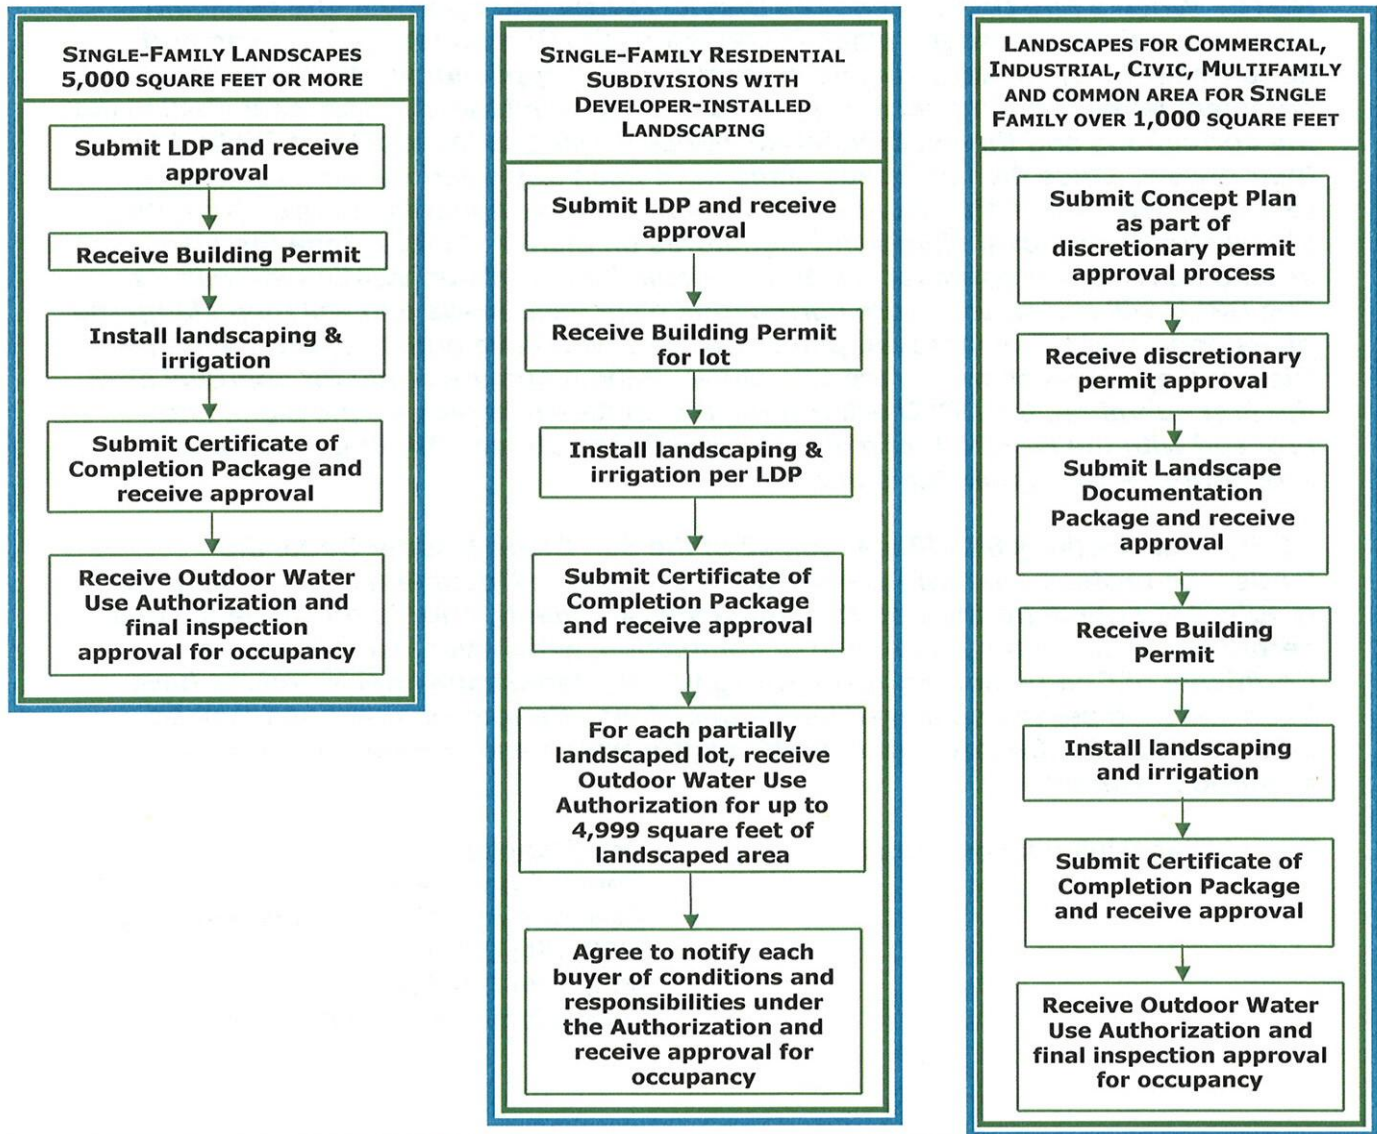 SINGLE-FAMILY LANDSCAPES
5,000 SQUARE FEET OR MORE
Submit LDP and receive
approval
Receive Building Permit
Install landscaping &
irrigation
Submit Certificate of
Completion Package and
receive approval
Receive Outdoor Water
Use Authorization and
final inspection
approval for occupancy
SINGLE-FAMILY RESIDENTIAL
SUBDIVISIONS WITH
DEVELOPER-INSTALLED
LANDSCAPING
Submit LDP and receive
approval
Receive Building Permit
for lot
Install landscaping &
irrigation per LDP
Submit Certificate of
Completion Package
and receive approval
For each partially
landscaped lot, receive
Outdoor Water Use
Authorization for up to
4,999 square feet of
landscaped area
Agree to notify each
buyer of conditions and
responsibilities under
the Authorization and
receive approval for
occupancy
LANDSCAPES FOR COMMERCIAL,
INDUSTRIAL, CIVIC, MULTIFAMILY
AND COMMON AREA FOR SINGLE
FAMILY OVER 1,000 SQUARE FEET
Submit Concept Plan
as part of
discretionary permit
approval process
Receive discretionary
permit approval
Submit Landscape
Documentation
Package and receive
approval
Receive Building
Permit
Install landscaping
and irrigation
Submit Certificate of
Completion Package
and receive approval
Receive Outdoor Water
Use Authorization and
final inspection approval
for occupancy